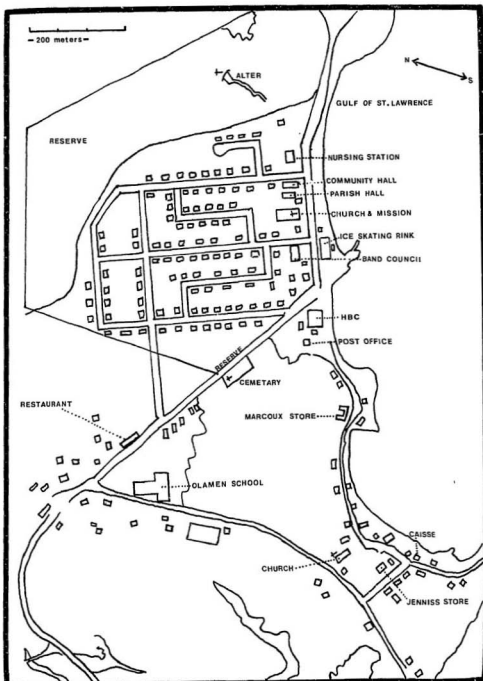 200 meters
N
S
ALTER
GULF OF ST. LAWRENCE
RESERVE
NURSING STATION
COMMUNITY HALL
PARISH HALL
CHURCH & MISSION
ICE SKATING RINK
BAND COUNCIL
HBC
RESERVE
POST OFFICE
CEMETARY
RESTAURANT
MARCOUX STORE
OLAMEN SCHOOL
CAISSE
CHURCH
JENNISS STORE